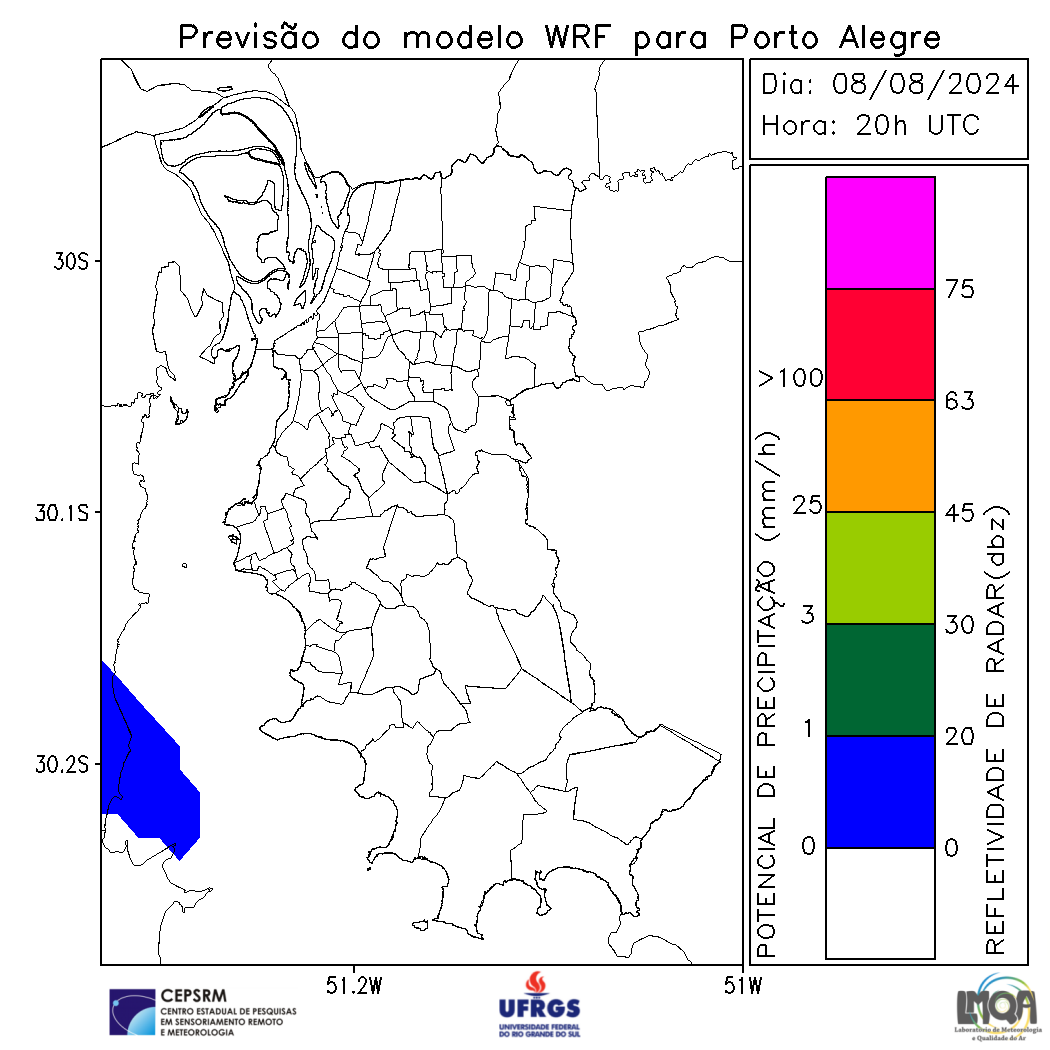 Previsão do modelo WRF para Porto Alegre
Dia: 08/08/2024
Hora: 20h UTC
30S
30.1S
30.2S
51.2W
51W
POTENCIAL DE PRECIPITAÇÃO (mm/h)
>100
25
3
1
0
75
63
45
30
20
0
REFLETIVIDADE DE RADAR(dbz)
CEPSRM
CENTRO ESTADUAL DE PESQUISAS
EM SENSORIAMENTO REMOTO
E METEOROLOGIA
UFRGS
UNIVERSIDADE FEDERAL
DO RIO GRANDE DO SUL
LMQA
Laboratório de Meteorologia
e Qualidade do Ar